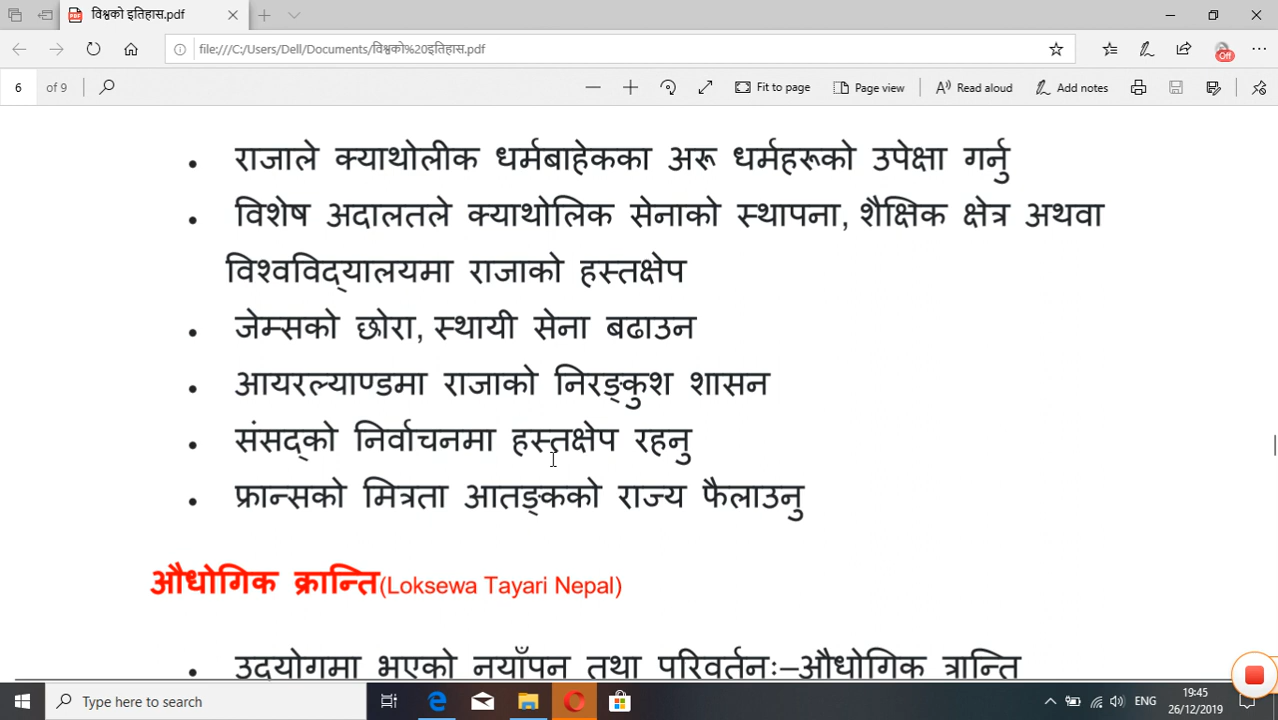 विश्वको इतिहास.pdf
file:///C:/Users/Dell/Documents/विश्वको%20इतिहास.pdf
6 of 9
Fit to page
Page view
Read aloud
Add notes
Off
• राजाले क्याथोलीक धर्मबाहेकका अरू धर्महरूको उपेक्षा गर्नु
• विशेष अदालतले क्याथोलिक सेनाको स्थापना, शैक्षिक क्षेत्र अथवा
विश्वविद्यालयमा राजाको हस्तक्षेप
• जेम्सको छोरा, स्थायी सेना बढाउन
• आयरल्याण्डमा राजाको निरङ्कुश शासन
• संसद्को निर्वाचनमा हस्तक्षेप रहनु
• फ्रान्सको मित्रता आतङ्कको राज्य फैलाउनु
औधोगिक क्रान्ति(Loksewa Tayari Nepal)
• उद्योगमा भएको नयाँपन तथा परिवर्तनः–औधोगिक त्रान्ति
Type here to search
ENG
19:45
26/12/2019